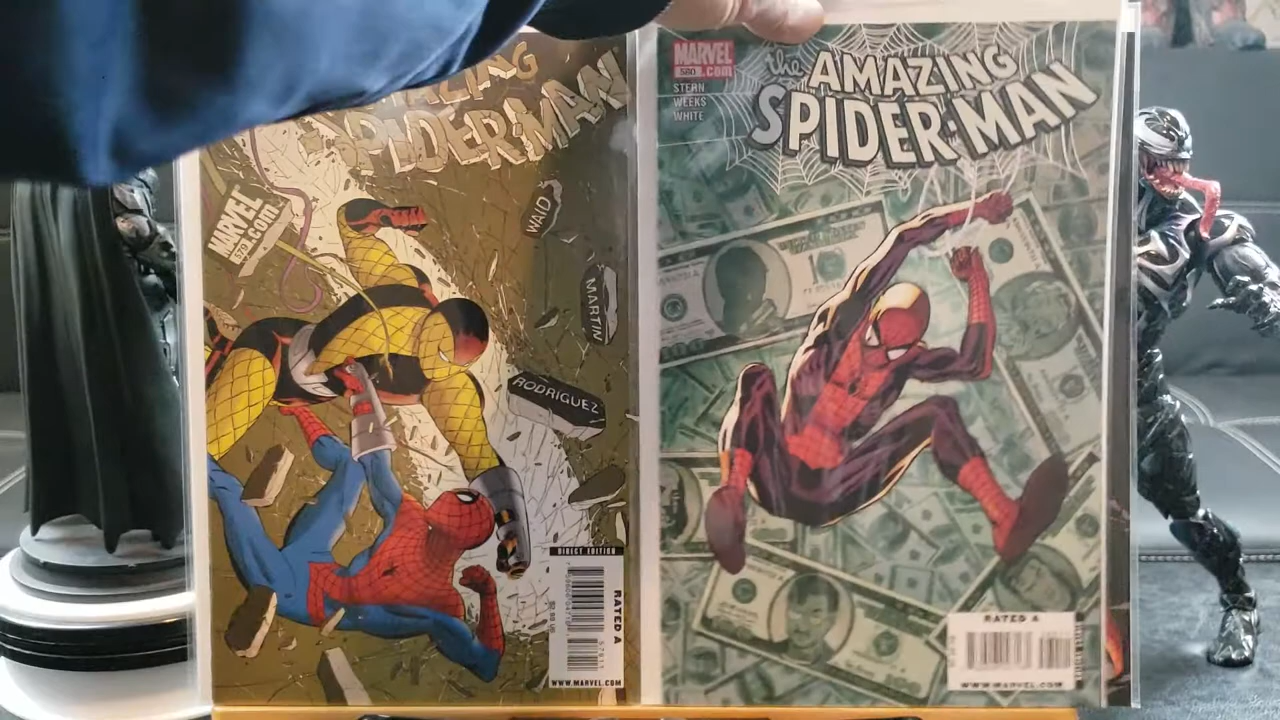 AMAZING
SPIDER-MAN
MARVEL
.com
579
WAID
MARTIN
RODRIGUEZ
DIRECT EDITION
RATED A
WWW.MARVEL.COM
MARVEL
580 .com
STERN
WEEKS
WHITE
the AMAZING
SPIDER-MAN
RATED A
WWW.MARVEL.COM